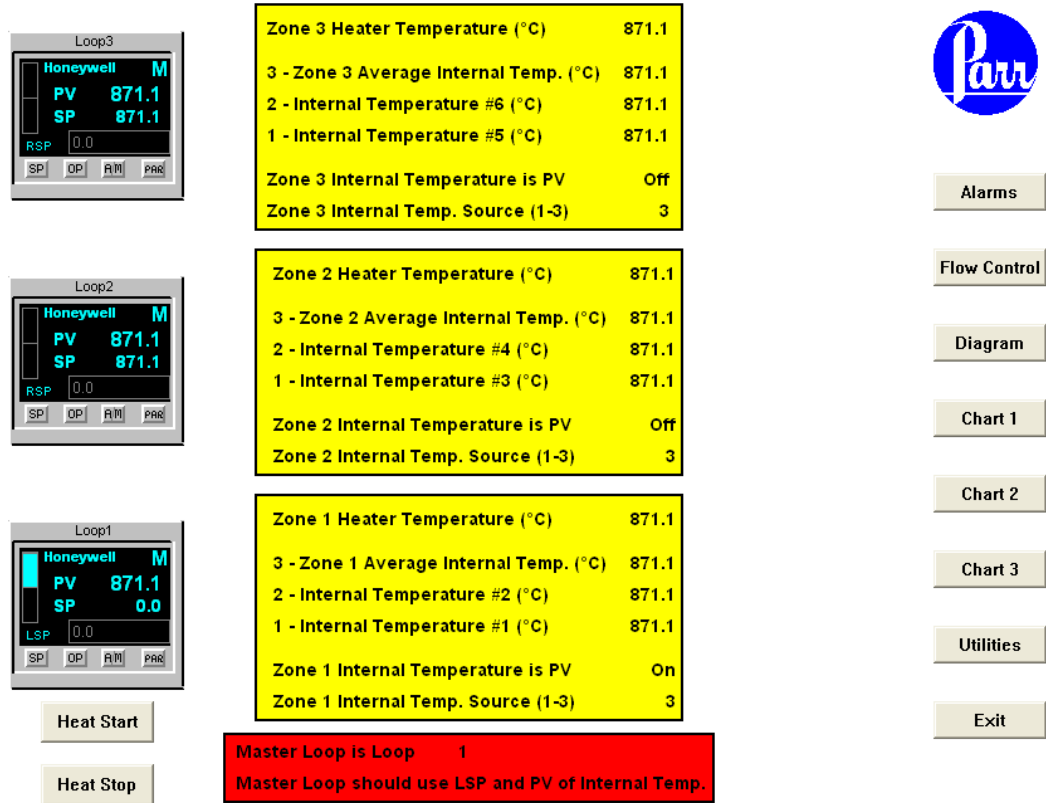 Loop3
Honeywell M
PV 871.1
SP 871.1
RSP 0.0
SP OP AM PAR
Zone 3 Heater Temperature (°C) 871.1
3 - Zone 3 Average Internal Temp. (°C) 871.1
2 - Internal Temperature #6 (°C) 871.1
1 - Internal Temperature #5 (°C) 871.1
Zone 3 Internal Temperature is PV Off
Zone 3 Internal Temp. Source (1-3) 3
Loop2
Honeywell M
PV 871.1
SP 871.1
RSP 0.0
SP OP AM PAR
Zone 2 Heater Temperature (°C) 871.1
3 - Zone 2 Average Internal Temp. (°C) 871.1
2 - Internal Temperature #4 (°C) 871.1
1 - Internal Temperature #3 (°C) 871.1
Zone 2 Internal Temperature is PV Off
Zone 2 Internal Temp. Source (1-3) 3
Loop1
Honeywell M
PV 871.1
SP 0.0
LSP 0.0
SP OP AM PAR
Zone 1 Heater Temperature (°C) 871.1
3 - Zone 1 Average Internal Temp. (°C) 871.1
2 - Internal Temperature #2 (°C) 871.1
1 - Internal Temperature #1 (°C) 871.1
Zone 1 Internal Temperature is PV On
Zone 1 Internal Temp. Source (1-3) 3
Heat Start
Heat Stop
Master Loop is Loop 1
Master Loop should use LSP and PV of Internal Temp.
Parr
Alarms
Flow Control
Diagram
Chart 1
Chart 2
Chart 3
Utilities
Exit